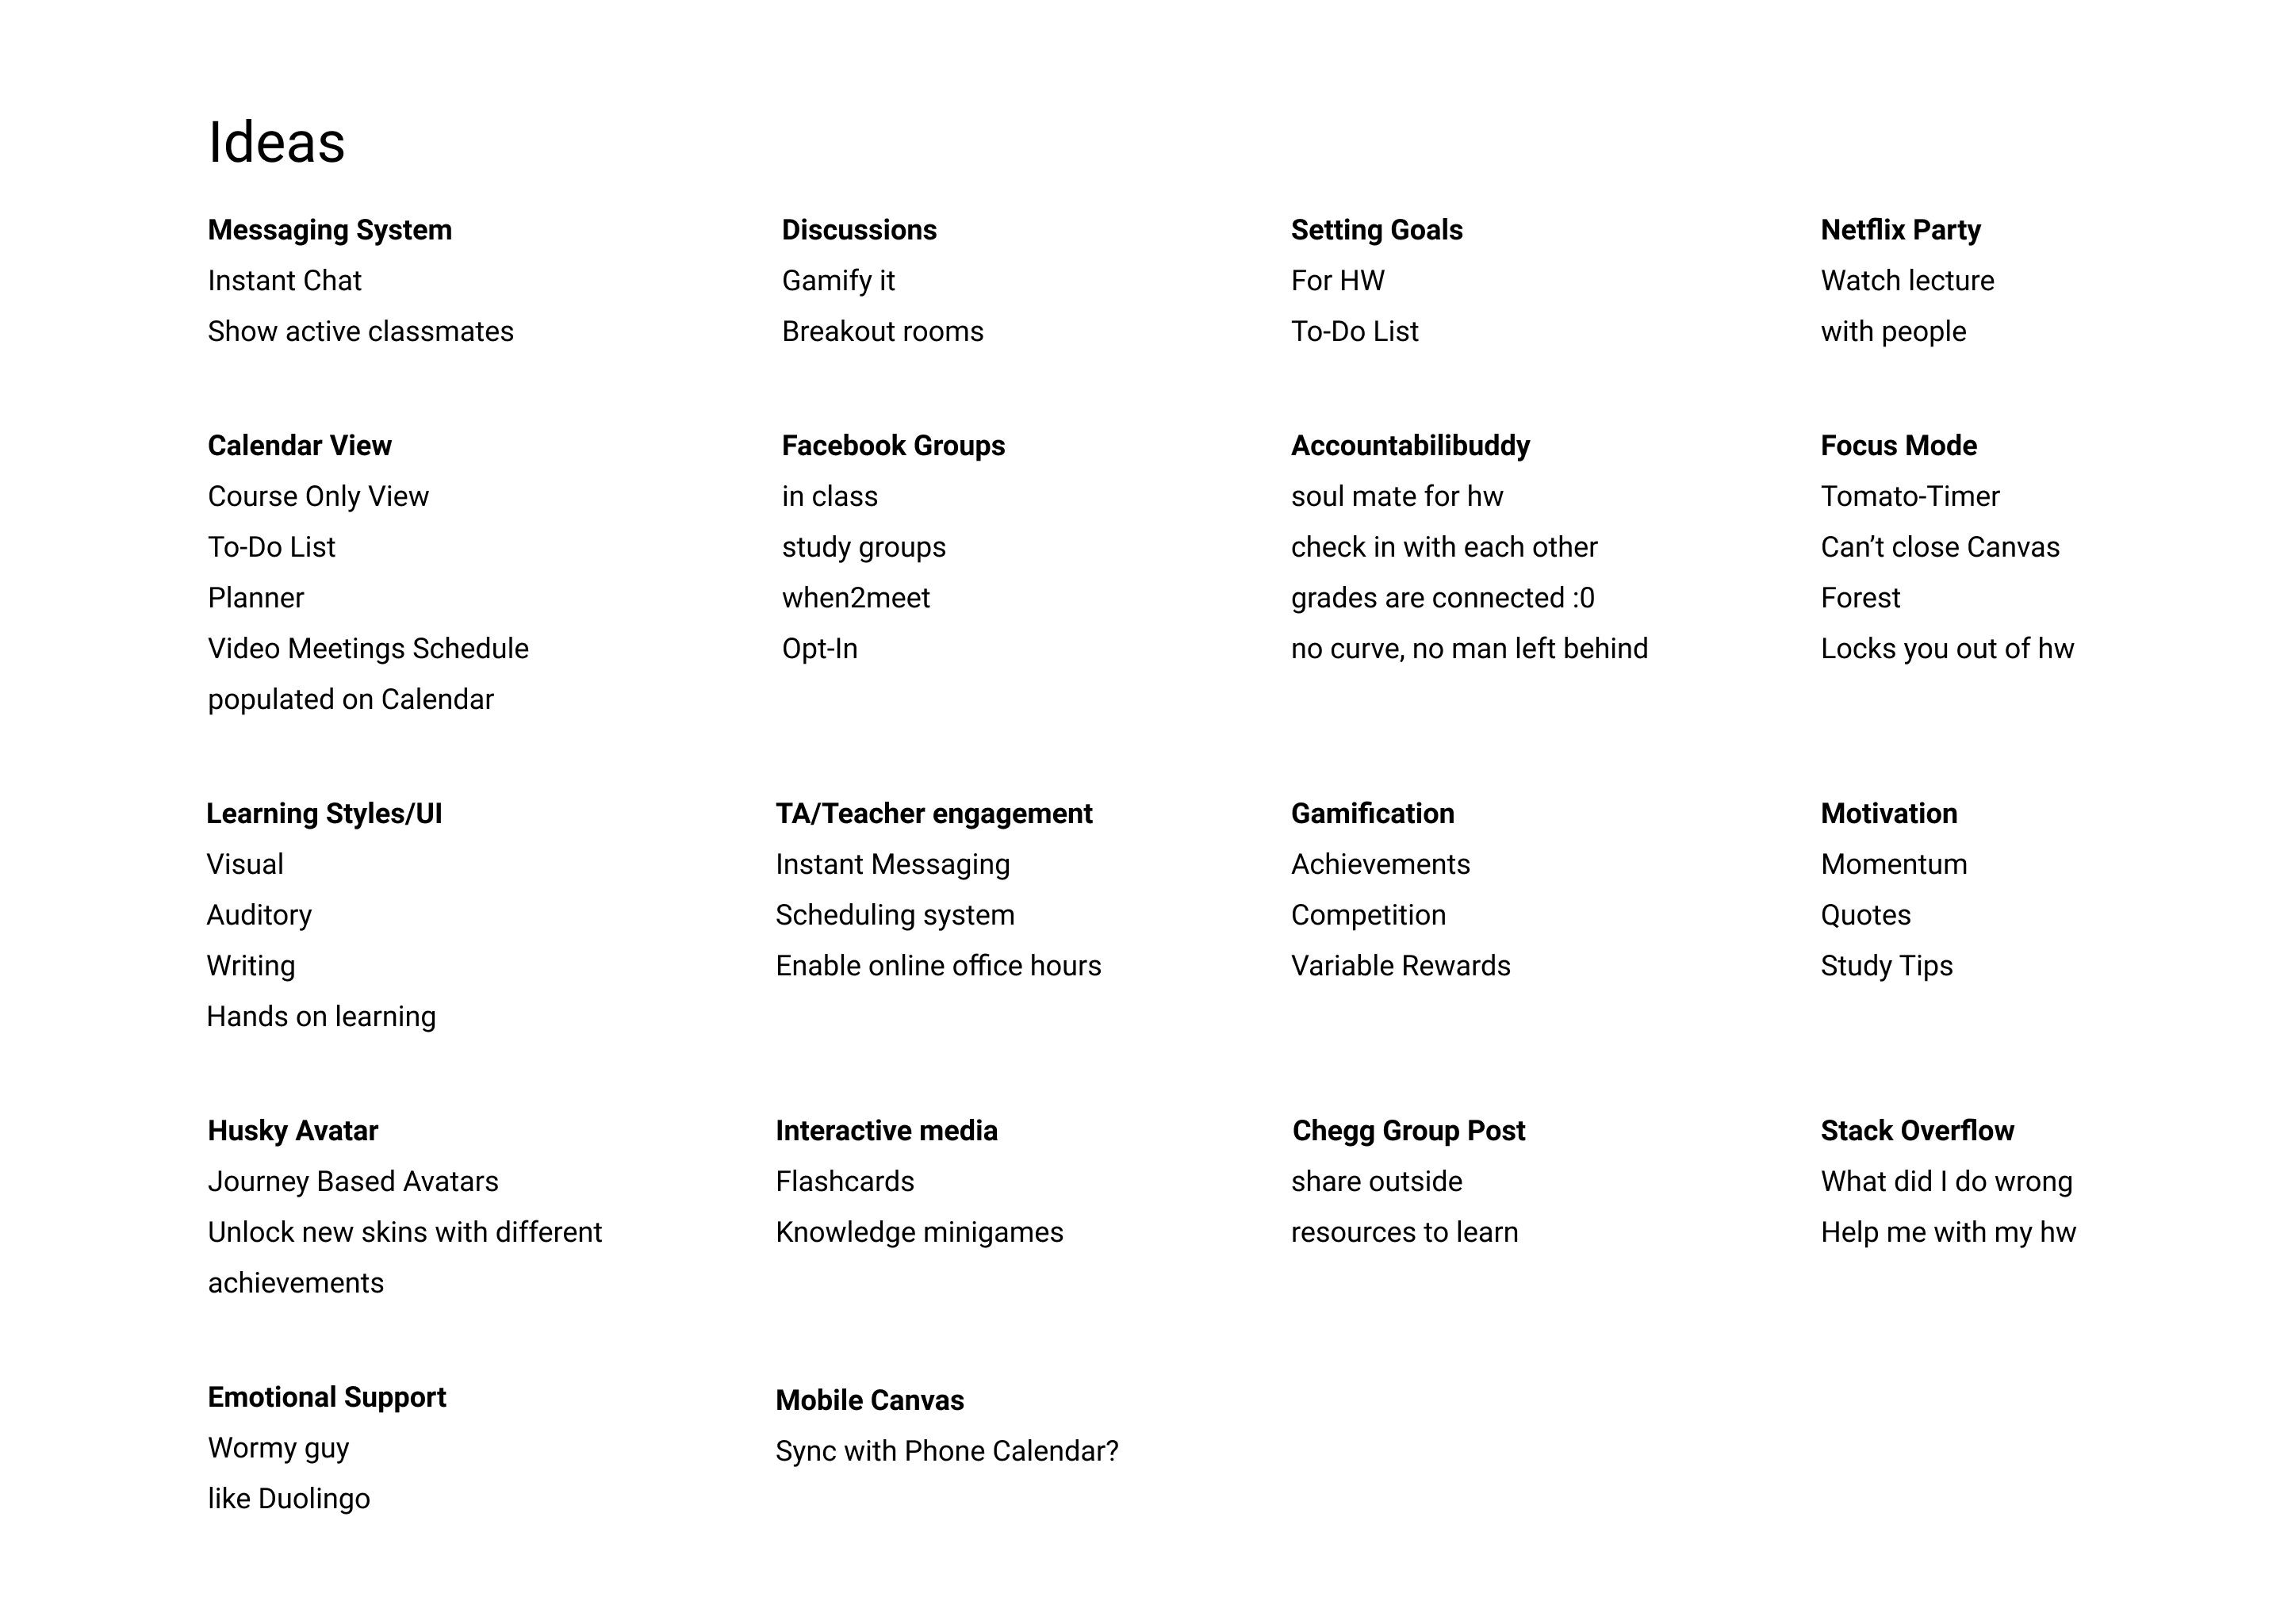 Ideas
Messaging System
Instant Chat
Show active classmates
Discussions
Gamify it
Breakout rooms
Setting Goals
For HW
To-Do List
Netflix Party
Watch lecture
with people
Calendar View
Course Only View
To-Do List
Planner
Video Meetings Schedule
populated on Calendar
Facebook Groups
in class
study groups
when2meet
Opt-In
Accountabilibuddy
soul mate for hw
check in with each other
grades are connected :0
no curve, no man left behind
Focus Mode
Tomato-Timer
Can’t close Canvas
Forest
Locks you out of hw
Learning Styles/UI
Visual
Auditory
Writing
Hands on learning
TA/Teacher engagement
Instant Messaging
Scheduling system
Enable online office hours
Gamification
Achievements
Competition
Variable Rewards
Motivation
Momentum
Quotes
Study Tips
Husky Avatar
Journey Based Avatars
Unlock new skins with different
achievements
Interactive media
Flashcards
Knowledge minigames
Chegg Group Post
share outside
resources to learn
Stack Overflow
What did I do wrong
Help me with my hw
Emotional Support
Wormy guy
like Duolingo
Mobile Canvas
Sync with Phone Calendar?